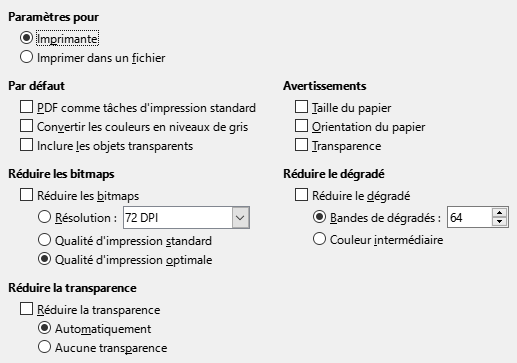 Paramètres pour
Imprimante
Imprimer dans un fichier
Par défaut
PDF comme tâches d'impression standard
Convertir les couleurs en niveaux de gris
Inclure les objets transparents
Avertissements
Taille du papier
Orientation du papier
Transparence
Réduire les bitmaps
Réduire les bitmaps
Résolution : 72 DPI
Qualité d'impression standard
Qualité d'impression optimale
Réduire le dégradé
Réduire le dégradé
Bandes de dégradés : 64
Couleur intermédiaire
Réduire la transparence
Réduire la transparence
Automatiquement
Aucune transparence